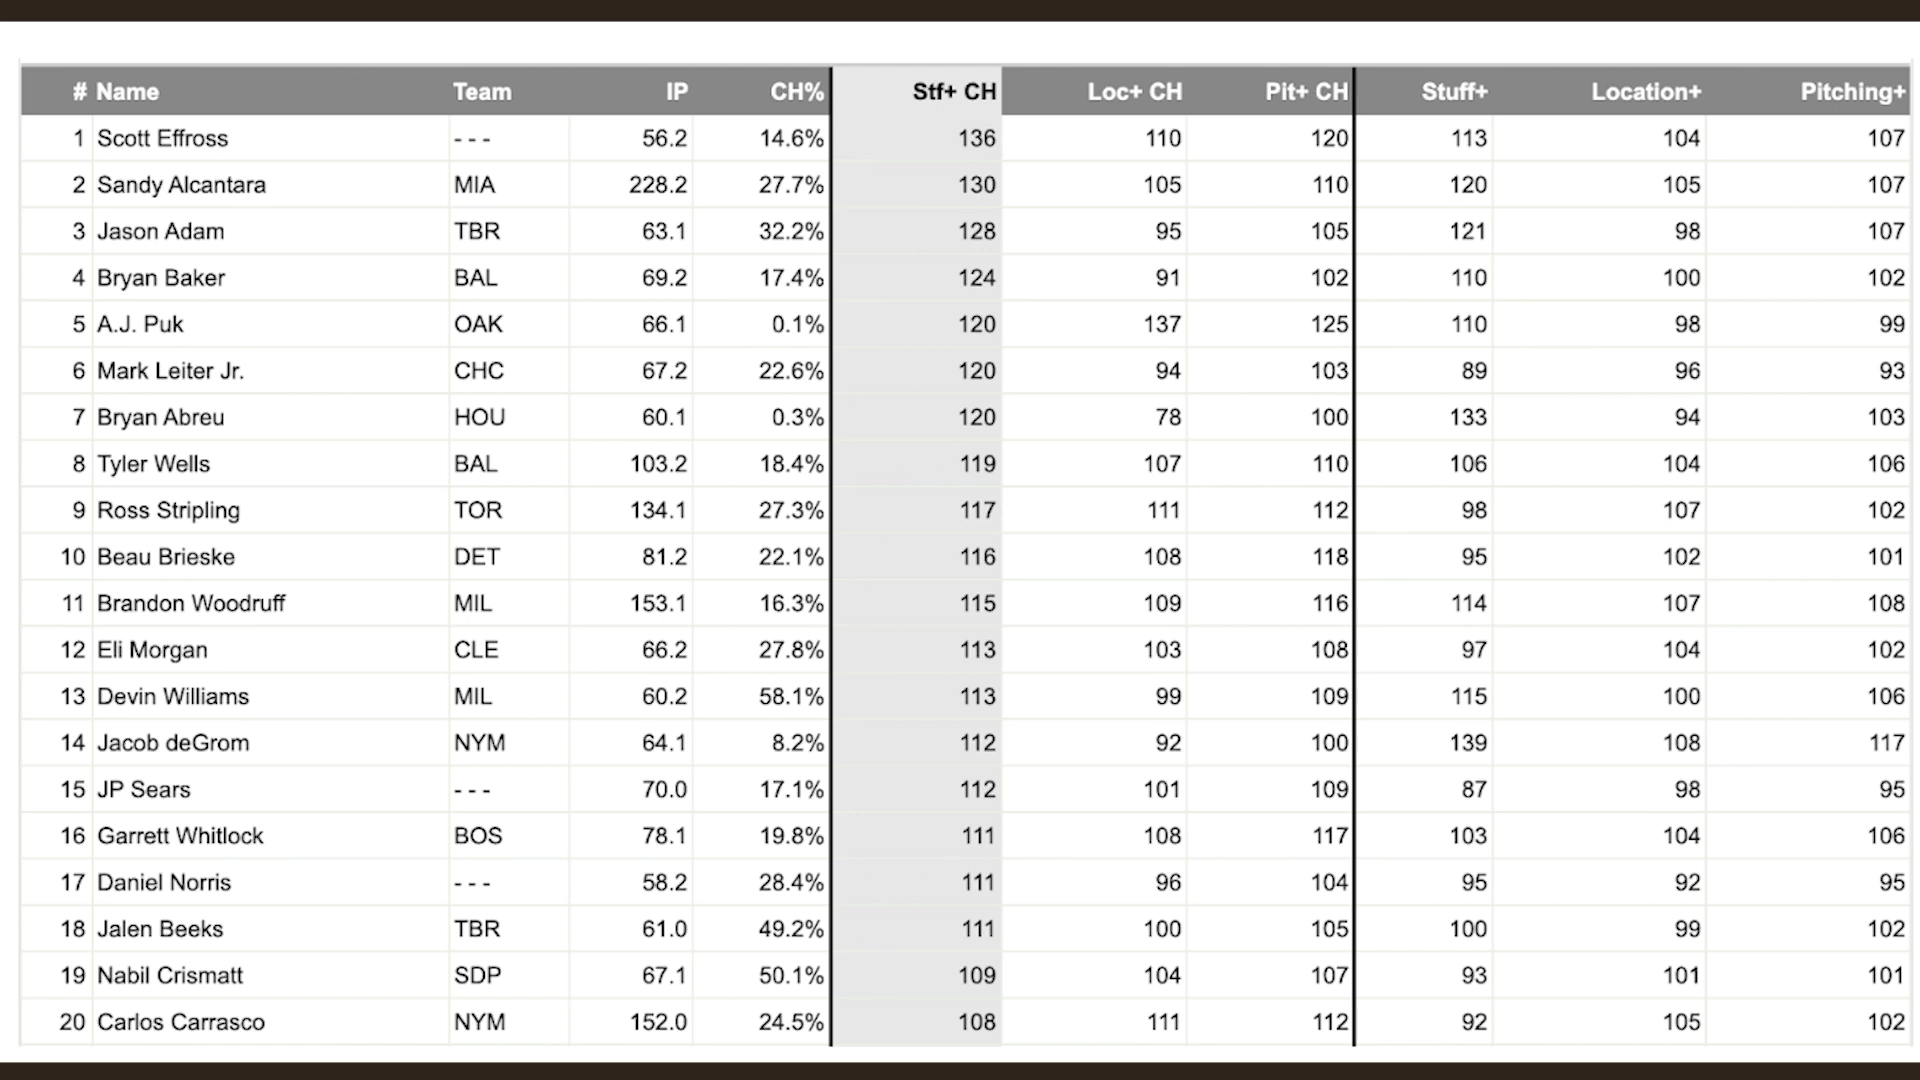 # Name Team IP CH% Stf+ CH Loc+ CH Pit+ CH Stuff+ Location+ Pitching+
1 Scott Effross --- 56.2 14.6% 136 110 120 113 104 107
2 Sandy Alcantara MIA 228.2 27.7% 130 105 110 120 105 107
3 Jason Adam TBR 63.1 32.2% 128 95 105 121 98 107
4 Bryan Baker BAL 69.2 17.4% 124 91 102 110 100 102
5 A.J. Puk OAK 66.1 0.1% 120 137 125 110 98 99
6 Mark Leiter Jr. CHC 67.2 22.6% 120 94 103 89 96 93
7 Bryan Abreu HOU 60.1 0.3% 120 78 100 133 94 103
8 Tyler Wells BAL 103.2 18.4% 119 107 110 106 104 106
9 Ross Stripling TOR 134.1 27.3% 117 111 112 98 107 102
10 Beau Brieske DET 81.2 22.1% 116 108 118 95 102 101
11 Brandon Woodruff MIL 153.1 16.3% 115 109 116 114 107 108
12 Eli Morgan CLE 66.2 27.8% 113 103 108 97 104 102
13 Devin Williams MIL 60.2 58.1% 113 99 109 115 100 106
14 Jacob deGrom NYM 64.1 8.2% 112 92 100 139 108 117
15 JP Sears --- 70.0 17.1% 112 101 109 87 98 95
16 Garrett Whitlock BOS 78.1 19.8% 111 108 117 103 104 106
17 Daniel Norris --- 58.2 28.4% 111 96 104 95 92 95
18 Jalen Beeks TBR 61.0 49.2% 111 100 105 100 99 102
19 Nabil Crismatt SDP 67.1 50.1% 109 104 107 93 101 101
20 Carlos Carrasco NYM 152.0 24.5% 108 111 112 92 105 102